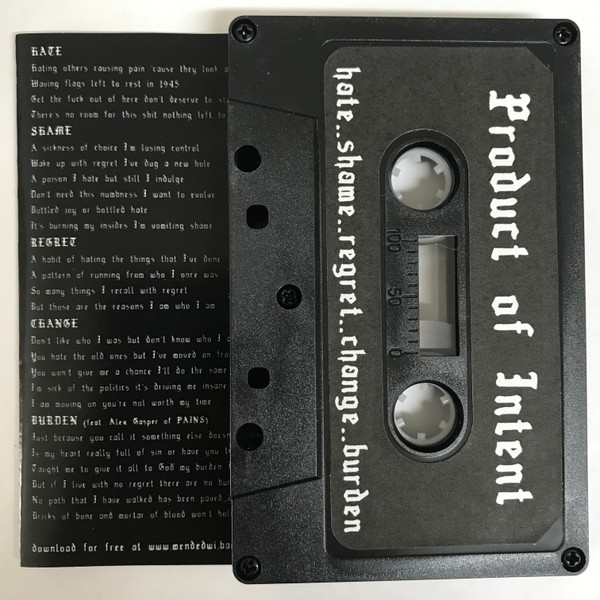 HATE
Hating others causing pain 'cause they look
Waving flags left to rest in 1945
Get the fuck out of here don't deserve to
There's no room for this shit nothing left to
SHAME
A sickness of choice I'm losing control
Wake up with regret I've dug a new hole
A poison I hate but still I indulge
Don't need this numbness I want to evolve
Bottled joy or bottled hate
It's burning my insides I'm vomiting shame
REGRET
A habit of hating the things that I've done
A pattern of running from who I once was
So many things I recall with regret
But those are the reasons I am who I am
CHANGE
Don't like who I was but don't know who I
You hate the old ones but I've moved on
You won't give me a chance I'll do the same
I'm sick of the politics it's driving me insane
I am moving on you're not worth my time
BURDEN (feat Alex Gasper of PAINS)
Just because you call it something else
Is my heart really full of sin or have you
Taught me to give it all to God my burden
But if I live with no regret there are no
No path that I have walked has been paved
Bricks of bone and mortar of blood won't
download for free at www.mendedwi.ba
Product of Intent
hate..shame..regret..change..burden
100 50 0